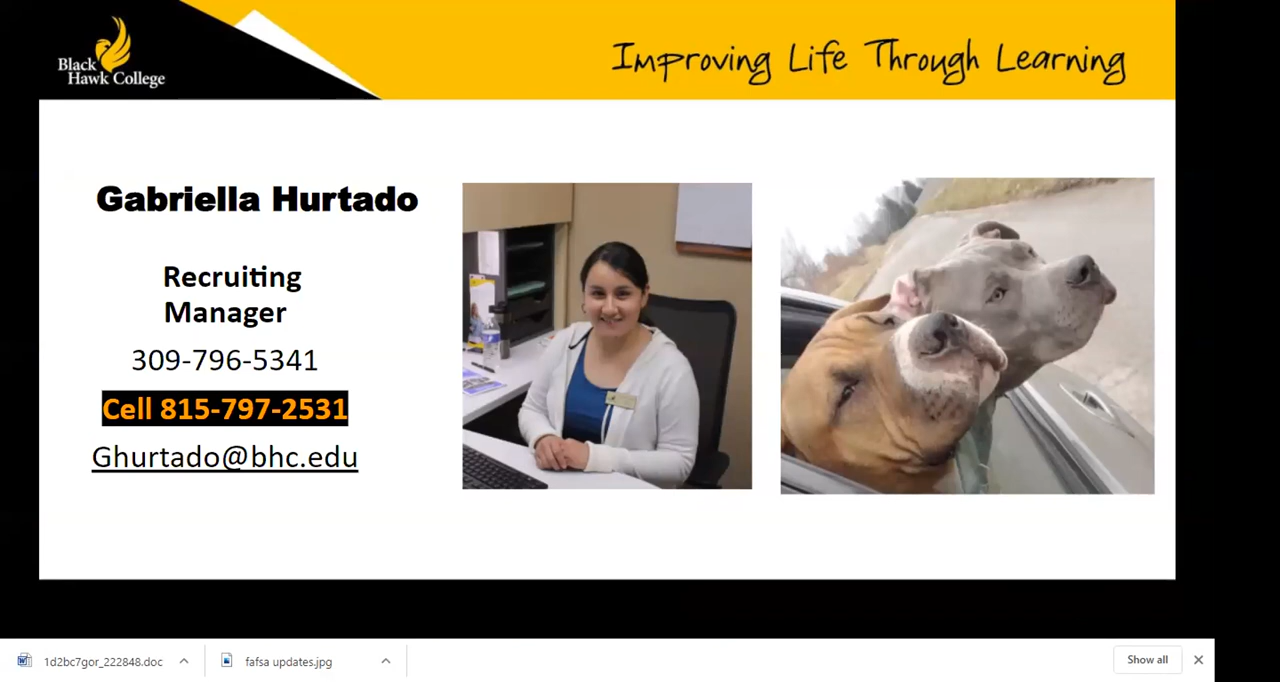 Black
Hawk College
Improving Life Through Learning
Gabriella Hurtado
Recruiting
Manager
309-796-5341
Cell 815-797-2531
Ghurtado@bhc.edu
1d2bc7gor_222848.doc
fafsa updates.jpg
Show all